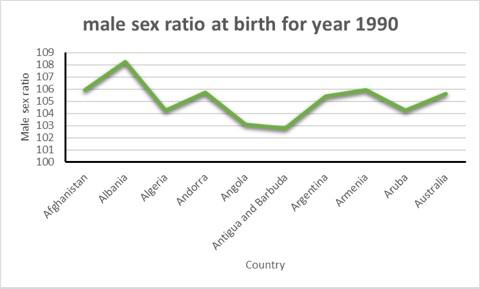 male sex ratio at birth for year 1990
109
108
107
106
105
104
103
102
101
100
Male sex ratio
Afghanistan
Albania
Algeria
Andorra
Angola
Antigua and Barbuda
Argentina
Armenia
Aruba
Australia
Country